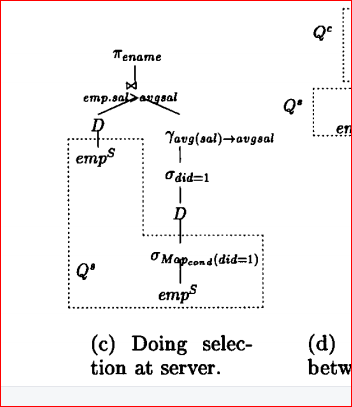 π_ename
⋈
emp.sal>avgsal
D
γ_avg(sal)→avgsal
emp^S
σ_did=1
D
σ_Map_cond(did=1)
Q^s
emp^S
(c) Doing selec-
tion at server.
Q^c
Q^s
em
(d)
betw